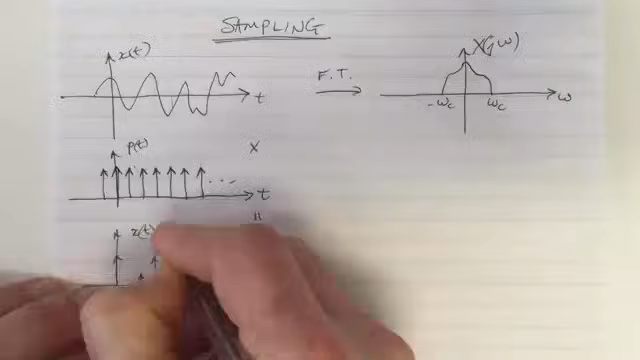 SAMPLING
x(t)
t
F.T.
X(jω)
-ωc
ωc
ω
p(t)
×
t
...
"
x(t)